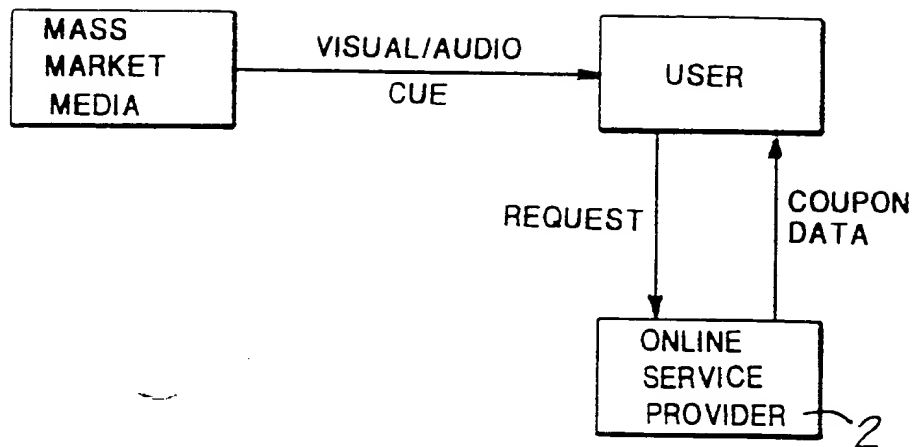 MASS
MARKET
MEDIA
VISUAL/AUDIO
CUE
USER
REQUEST
COUPON
DATA
ONLINE
SERVICE
PROVIDER
2